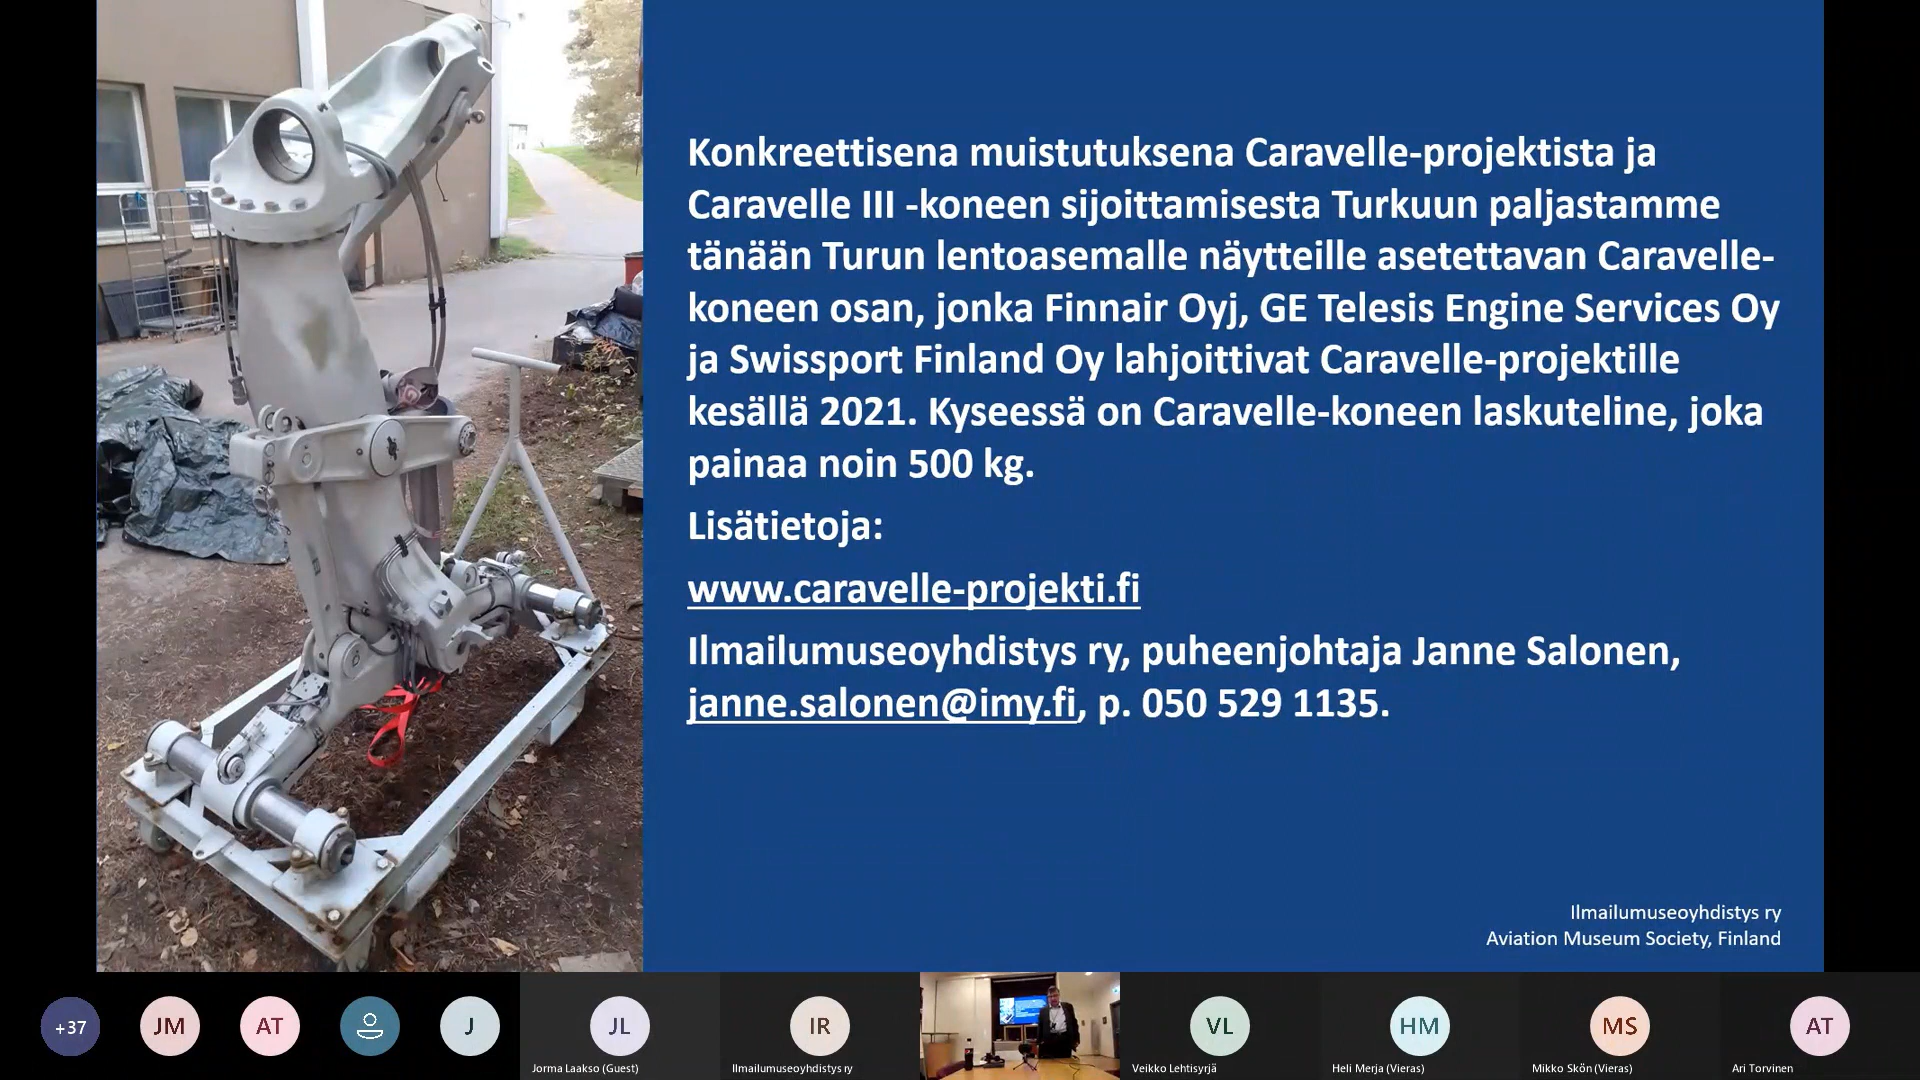 Konkreettisena muistutuksena Caravelle-projektista ja
Caravelle III -koneen sijoittamisesta Turkuun paljastamme
tänään Turun lentoasemalle näytteille asetettavan Caravelle-
koneen osan, jonka Finnair Oyj, GE Telesis Engine Services Oy
ja Swissport Finland Oy lahjoittivat Caravelle-projektille
kesällä 2021. Kyseessä on Caravelle-koneen laskuteline, joka
painaa noin 500 kg.
Lisätietoja:
www.caravelle-projekti.fi
Ilmailumuseoyhdistys ry, puheenjohtaja Janne Salonen,
janne.salonen@imy.fi, p. 050 529 1135.
Ilmailumuseoyhdistys ry
Aviation Museum Society, Finland
+37
JM
AT
J
JL
Jorma Laakso (Guest)
IR
Ilmailumuseoyhdistys ry
VL
Veikko Lehtisyrjä
HM
Heli Merja (Vieras)
MS
Mikko Skön (Vieras)
AT
Ari Torvinen